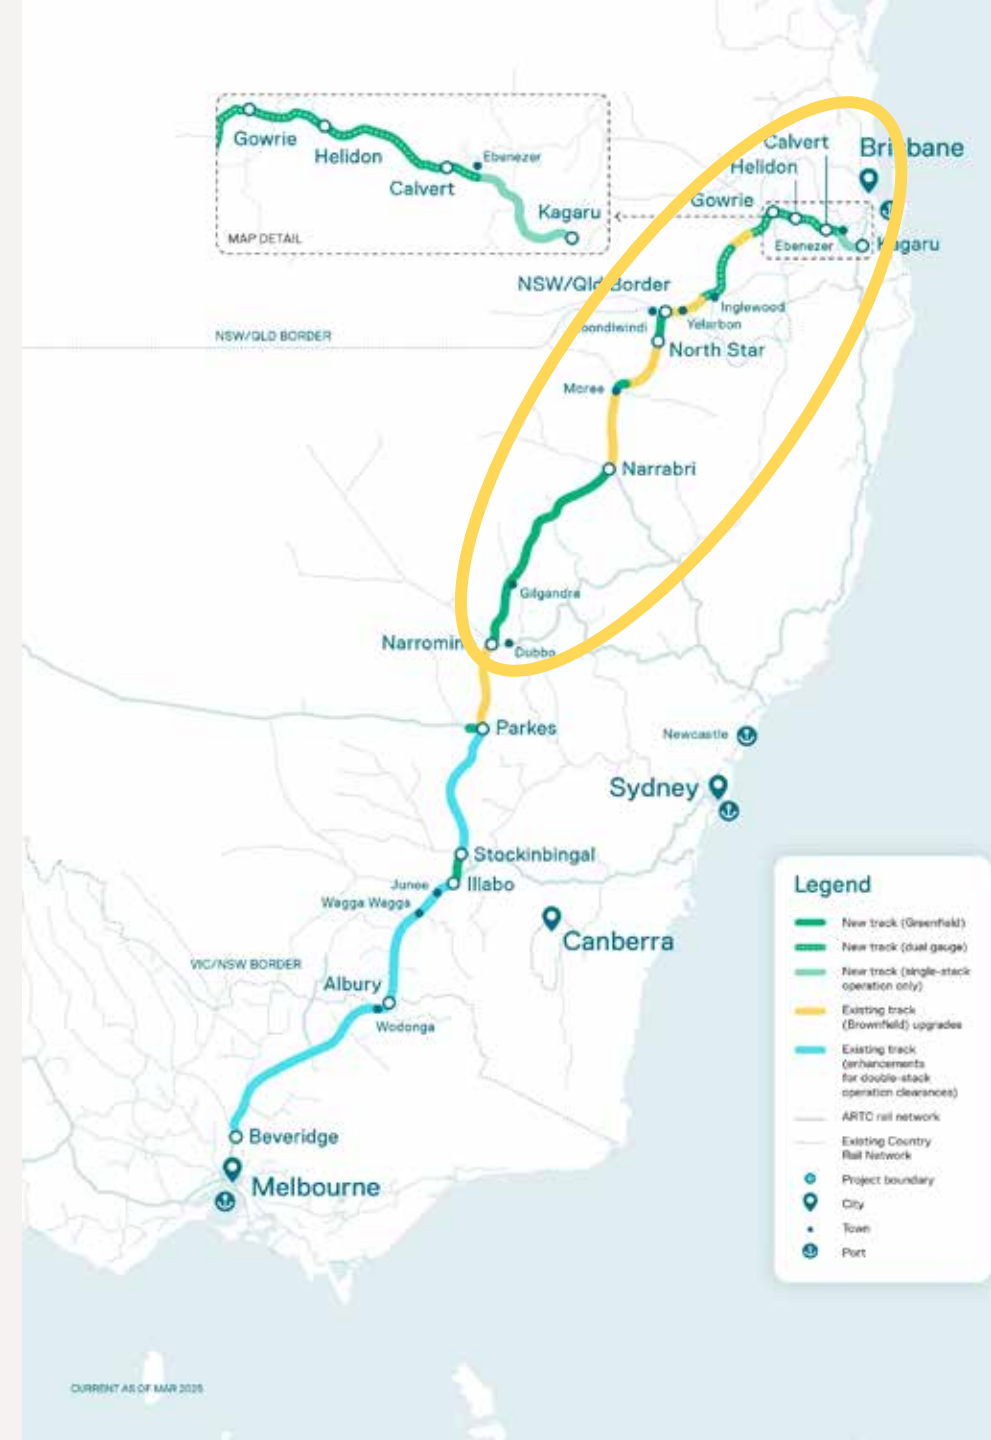 Gowrie
Helidon
Calvert
Ebenezer
Kagaru
MAP DETAIL
Calvert
Helidon
Gowrie
Brisbane
Ebenezer
Kagaru
NSW/Qld Border
Inglewood
Yelarbon
oondiwindi
NSW/QLD BORDER
North Star
Moree
Narrabri
Gilgandra
Narromin
Dubbo
Parkes
Newcastle
Sydney
Stockinbingal
Junee
Illabo
Wagga Wagga
Canberra
VIC/NSW BORDER
Albury
Wodonga
Beveridge
Melbourne
Legend
New track (Greenfield)
New track (dual gauge)
New track (single-stack
operation only)
Existing track
(Brownfield) upgrades
Existing track
(enhancements
for double-stack
operation clearances)
ARTC rail network
Existing Country
Rail Network
Project boundary
City
Town
Port
CURRENT AS OF MAR 2025